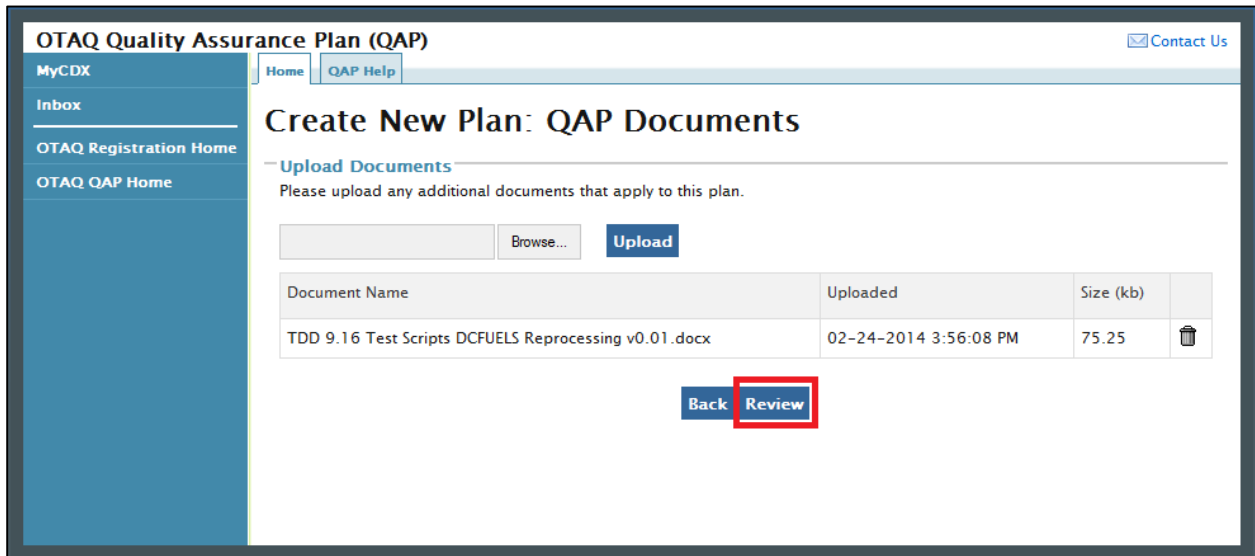 OTAQ Quality Assurance Plan (QAP)
Contact Us
MyCDX
Home
QAP Help
Inbox
Create New Plan: QAP Documents
OTAQ Registration Home
Upload Documents
OTAQ QAP Home
Please upload any additional documents that apply to this plan.
Browse...
Upload
Document Name
Uploaded
Size (kb)
TDD 9.16 Test Scripts DCFUELS Reprocessing v0.01.docx
02-24-2014 3:56:08 PM
75.25
Back
Review